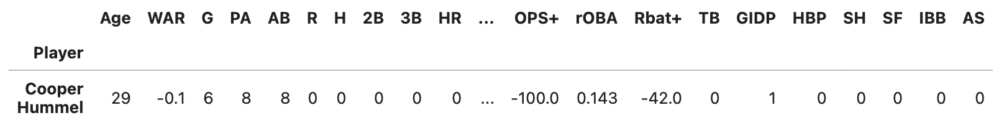 Age WAR G PA AB R H 2B 3B HR ... OPS+ rOBA Rbat+ TB GIDP HBP SH SF IBB AS
Player
Cooper Hummel 29 -0.1 6 8 8 0 0 0 0 0 ... -100.0 0.143 -42.0 0 1 0 0 0 0 0